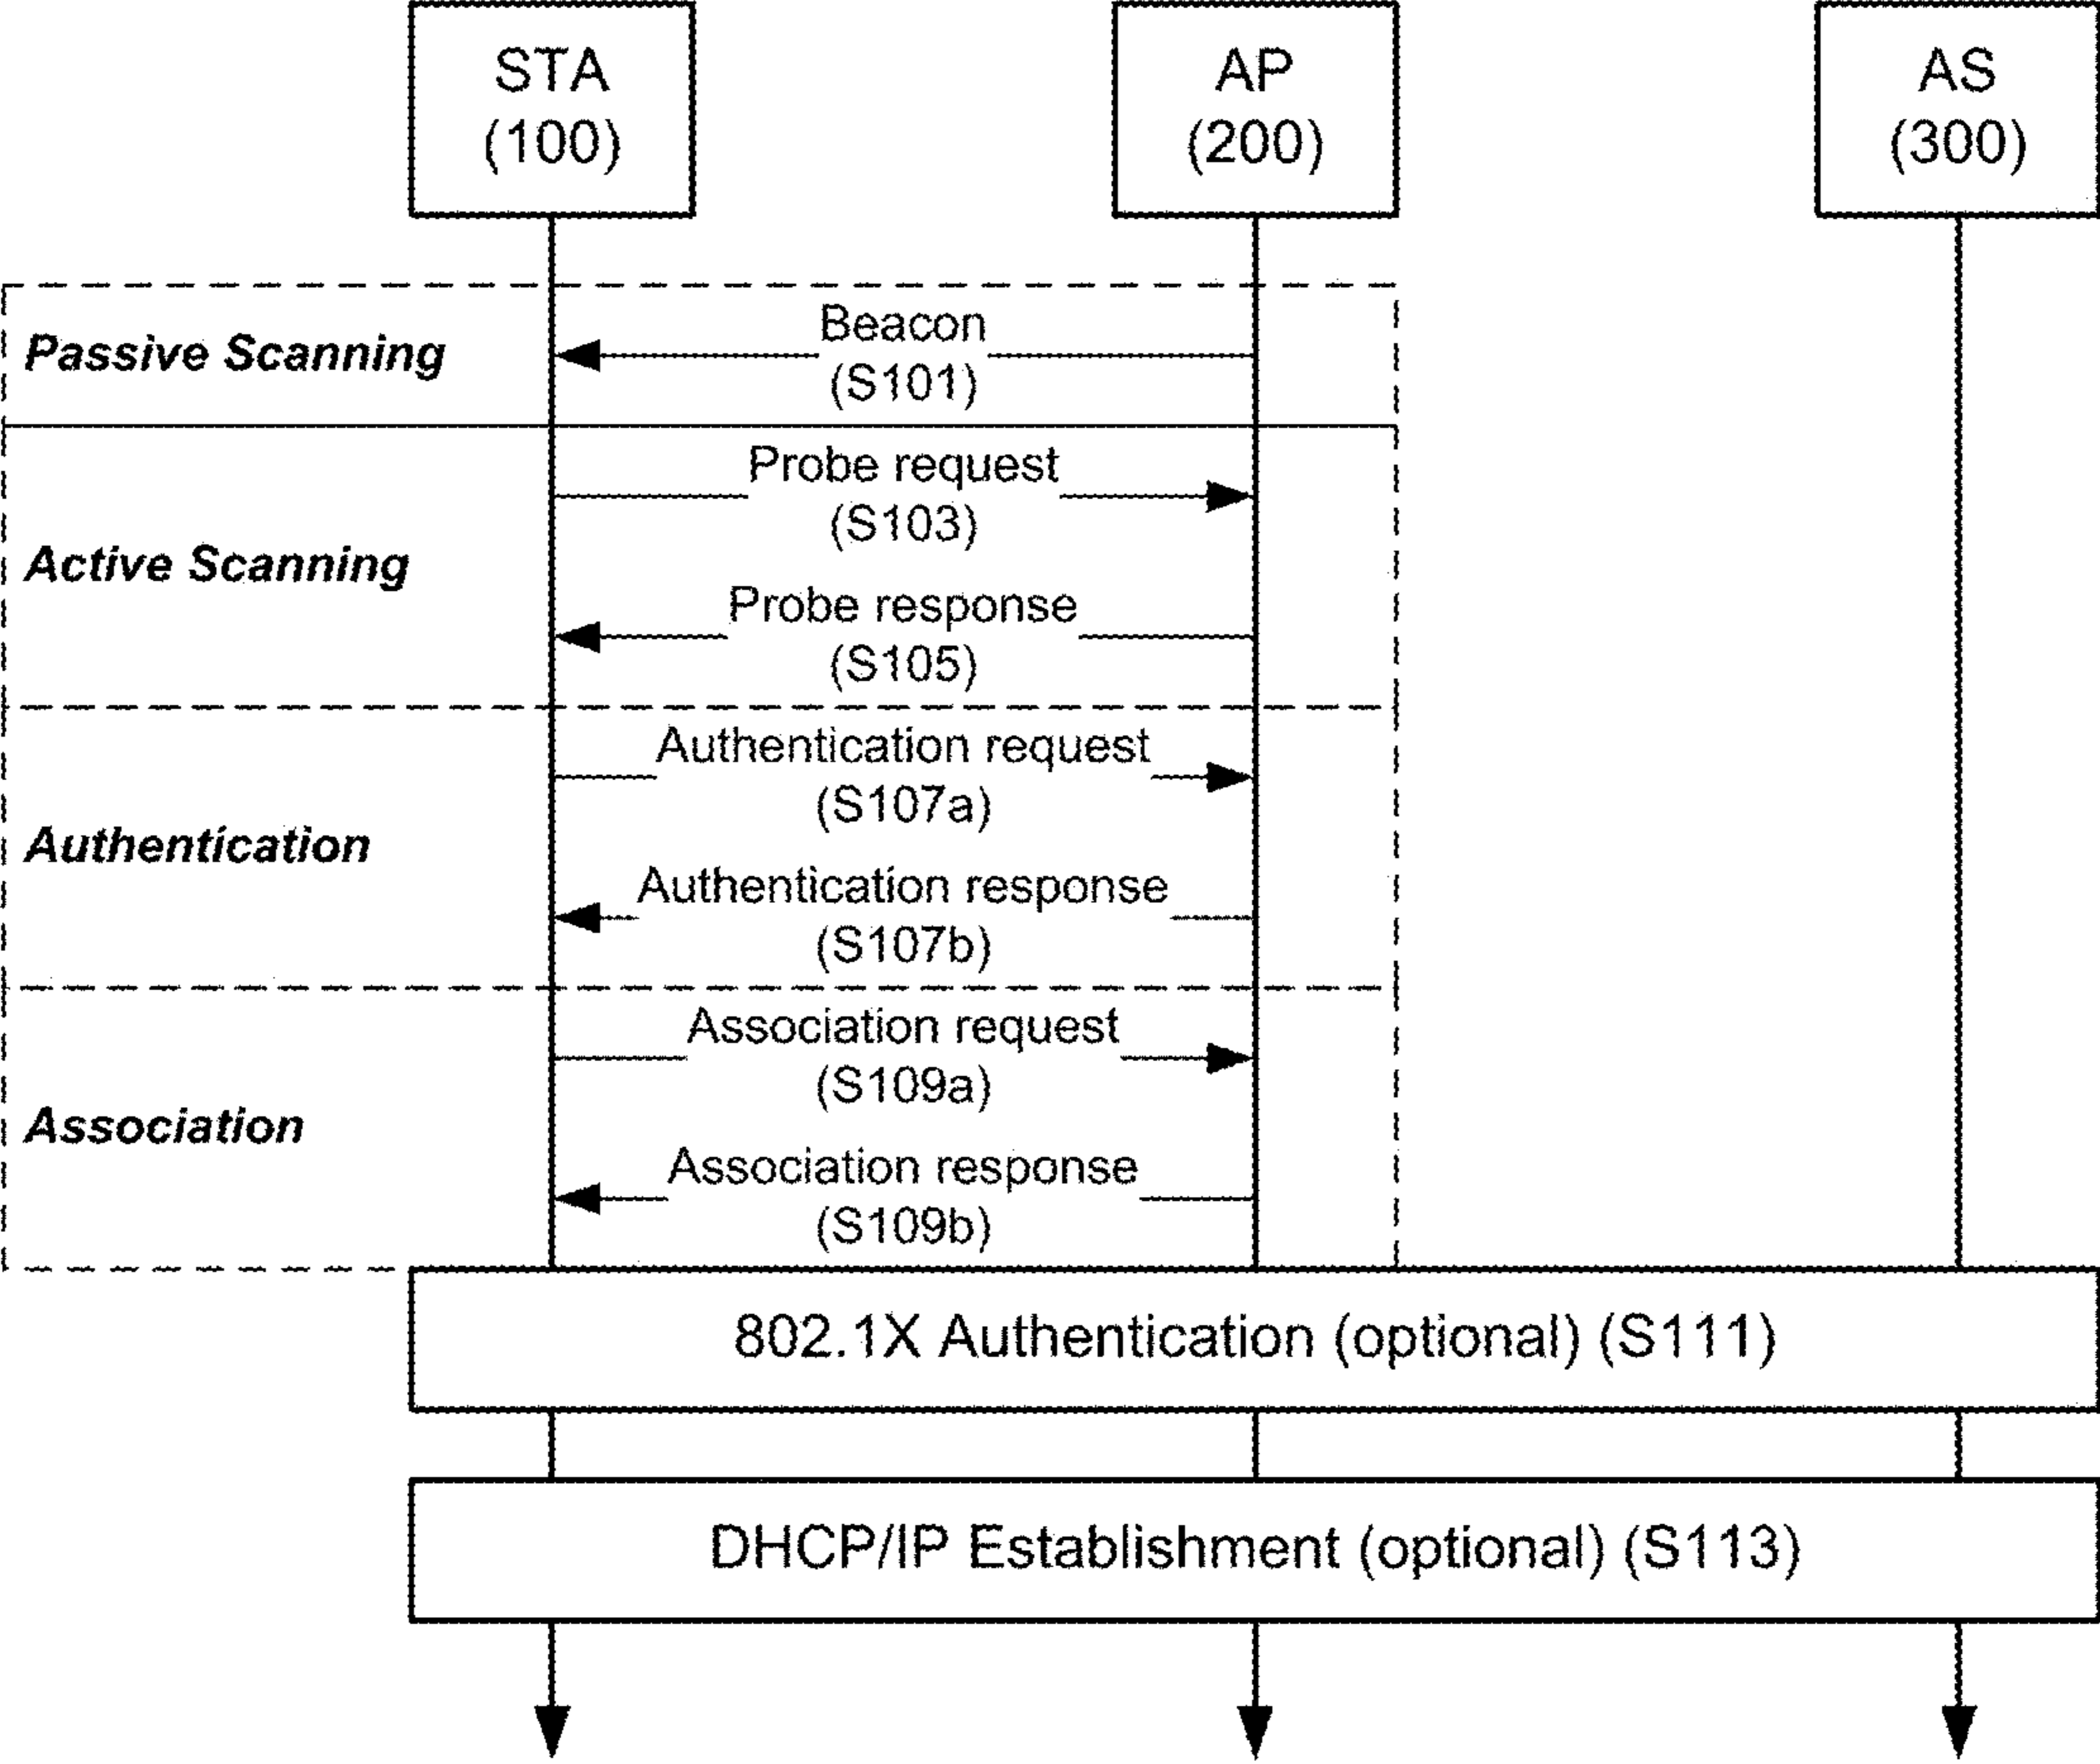 STA
(100)
AP
(200)
AS
(300)
Passive Scanning
Beacon
(S101)
Active Scanning
Probe request
(S103)
Probe response
(S105)
Authentication
Authentication request
(S107a)
Authentication response
(S107b)
Association
Association request
(S109a)
Association response
(S109b)
802.1X Authentication (optional) (S111)
DHCP/IP Establishment (optional) (S113)